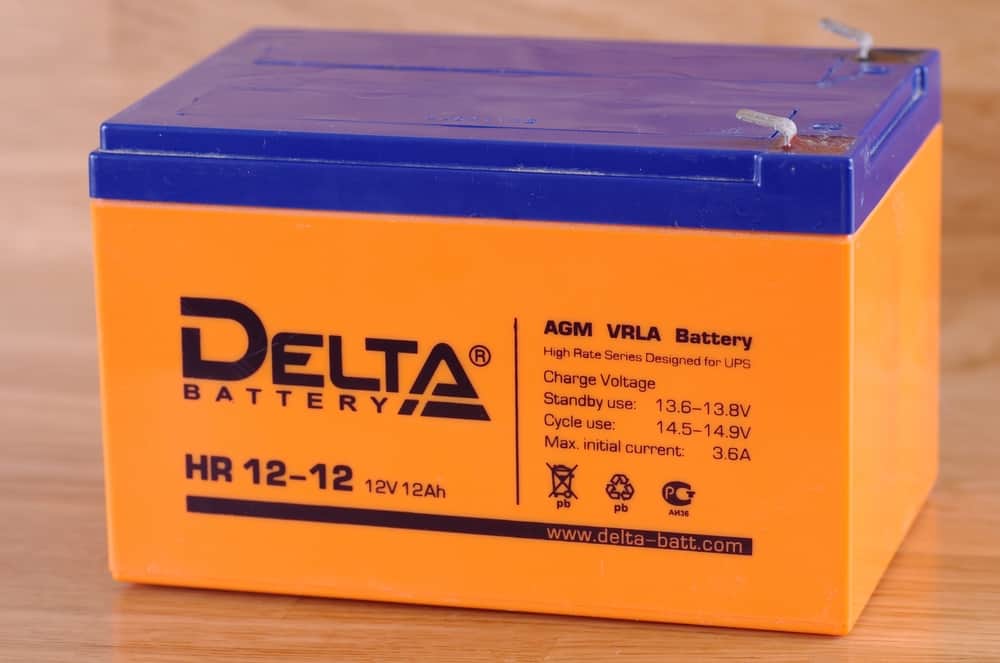 DELTA®
BATTERY
HR 12-12 12V 12Ah
AGM VRLA Battery
High Rate Series Designed for UPS
Charge Voltage
Standby use: 13.6-13.8V
Cycle use: 14.5-14.9V
Max. initial current: 3.6A
pb
pb
РСТ
АИ36
www.delta-batt.com